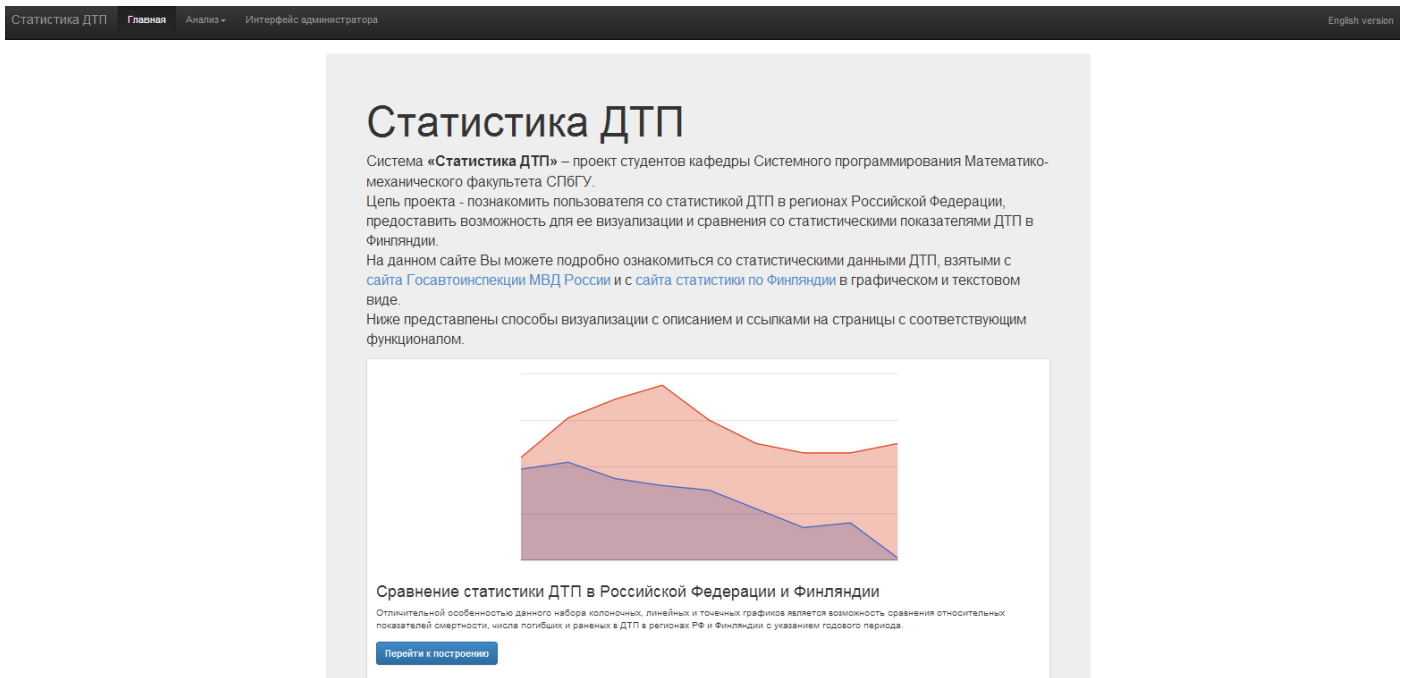 Статистика ДТП Главная Анализ Интерфейс администратора English version
Статистика ДТП
Система «Статистика ДТП» – проект студентов кафедры Системного программирования Математико-
механического факультета СПбГУ.
Цель проекта - познакомить пользователя со статистикой ДТП в регионах Российской Федерации,
предоставить возможность для ее визуализации и сравнения со статистическими показателями ДТП в
Финляндии.
На данном сайте Вы можете подробно ознакомиться со статистическими данными ДТП, взятыми с
сайта Госавтоинспекции МВД России и с сайта статистики по Финляндии в графическом и текстовом
виде.
Ниже представлены способы визуализации с описанием и ссылками на страницы с соответствующим
функционалом.
Сравнение статистики ДТП в Российской Федерации и Финляндии
Отличительной особенностью данного набора колоночных, линейных и точечных графиков является возможность сравнения относительных
показателей смертности, числа погибших и раненых в ДТП в регионах РФ и Финляндии с указанием годового периода.
Перейти к построению